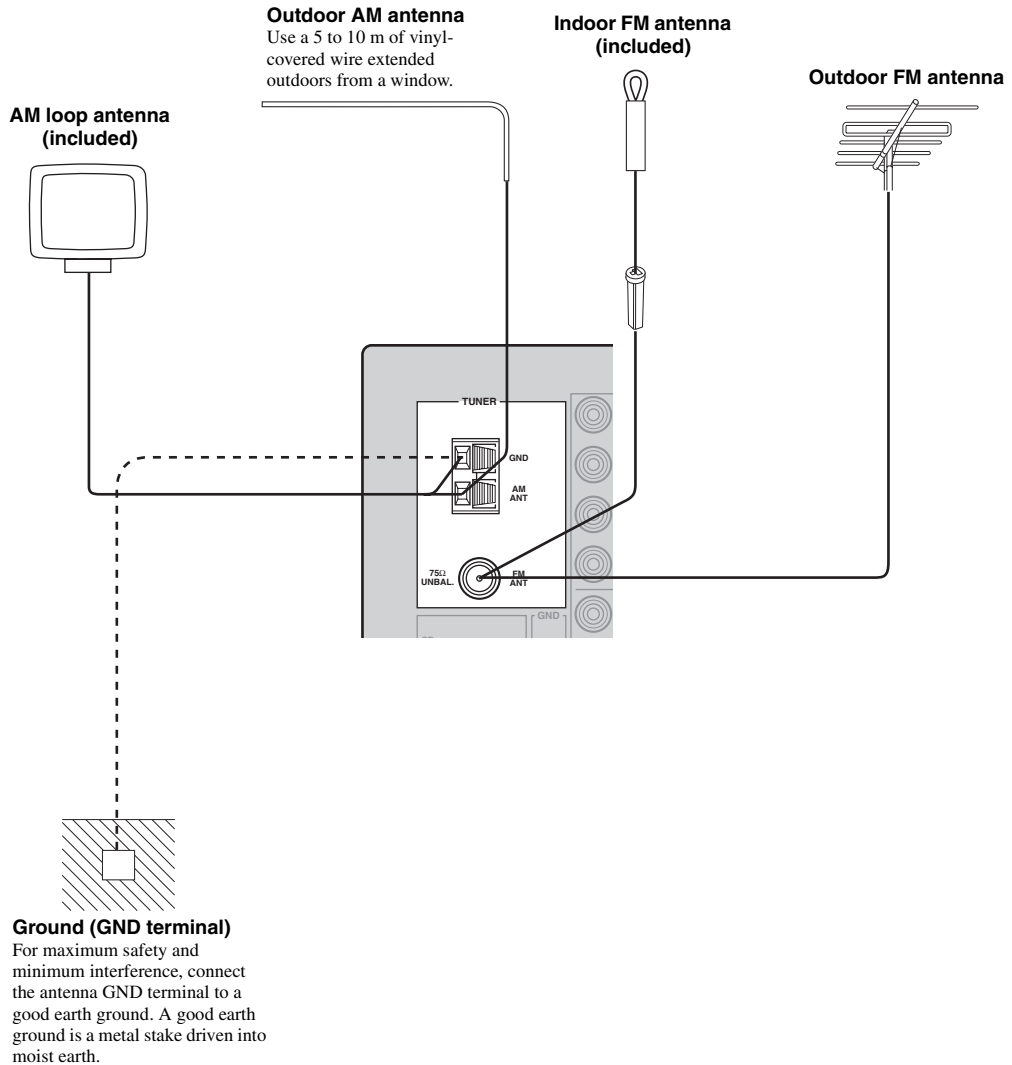 Outdoor AM antenna
Use a 5 to 10 m of vinyl-
covered wire extended
outdoors from a window.
Indoor FM antenna
(included)
Outdoor FM antenna
AM loop antenna
(included)
TUNER
GND
AM
ANT
75Ω
UNBAL.
FM
ANT
GND
Ground (GND terminal)
For maximum safety and
minimum interference, connect
the antenna GND terminal to a
good earth ground. A good earth
ground is a metal stake driven into
moist earth.